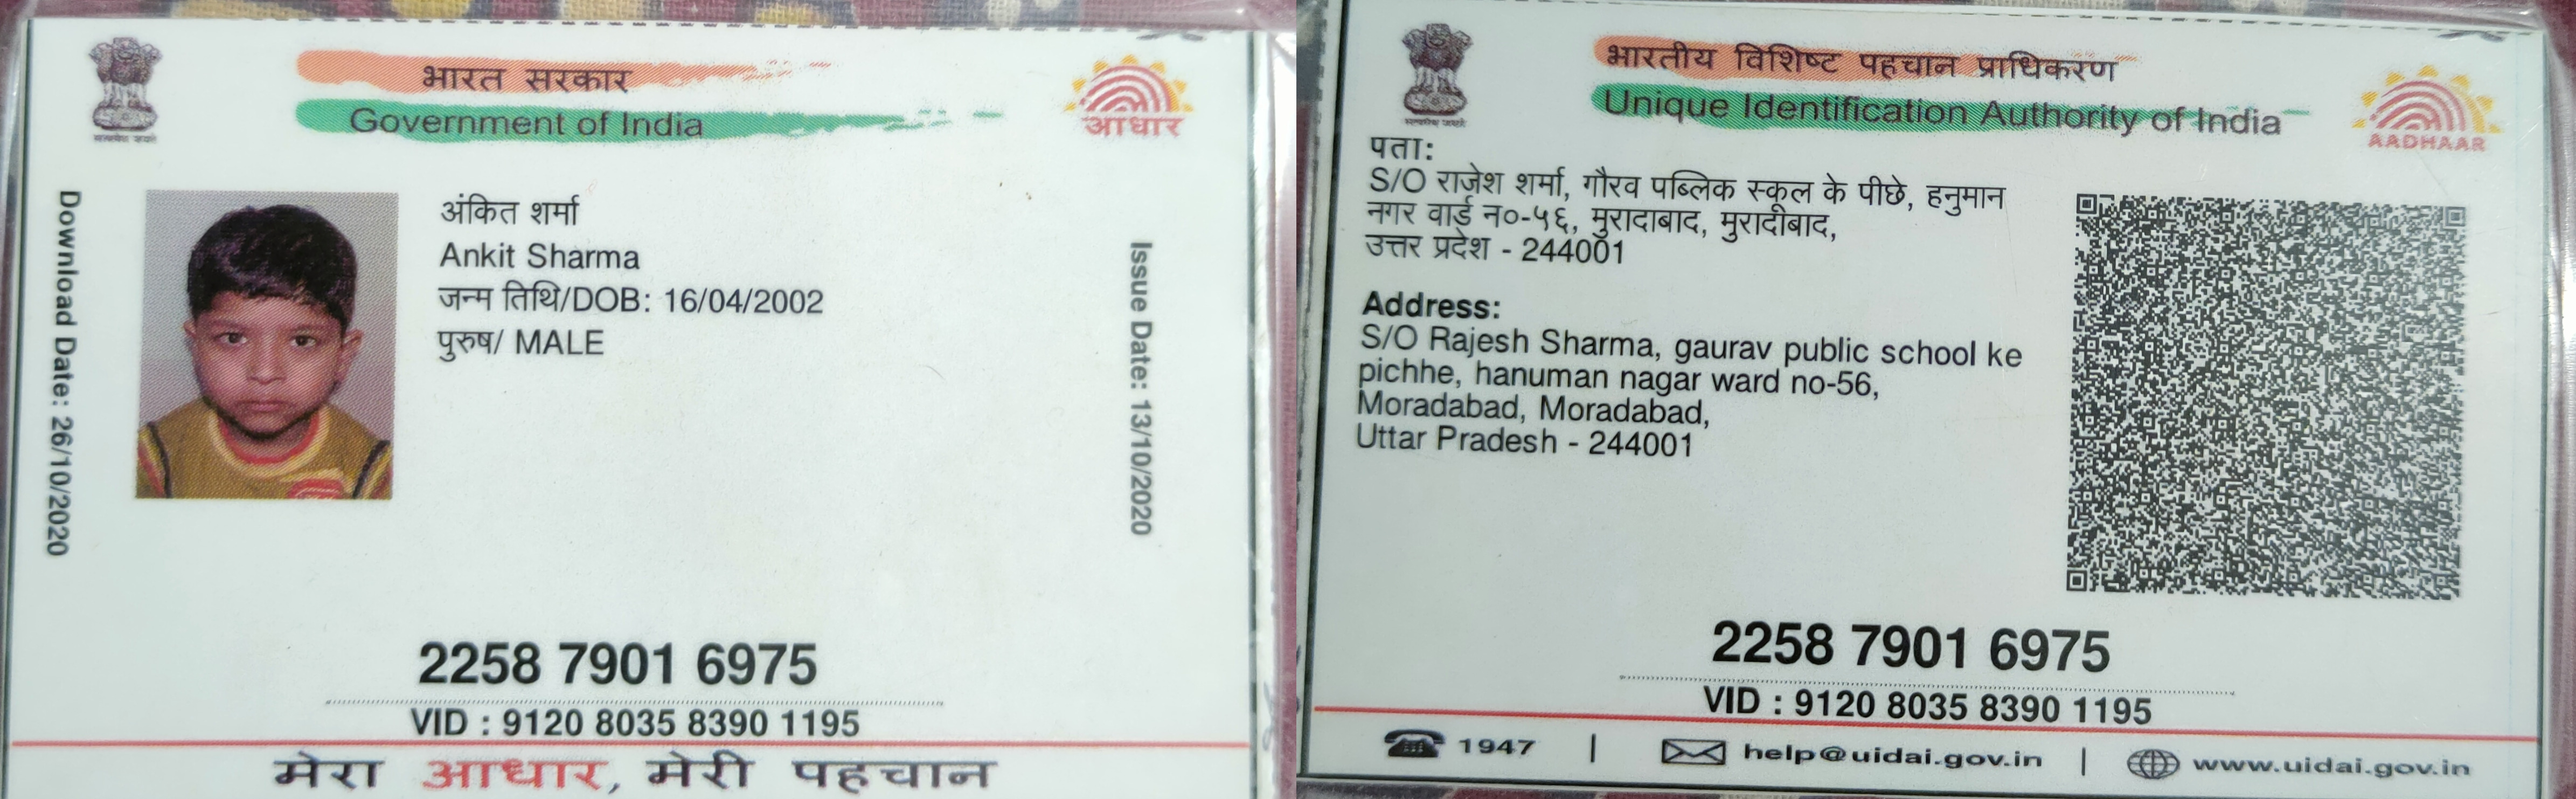 भारत सरकार
Government of India
आधार
Download Date: 26/10/2020
अंकित शर्मा
Ankit Sharma
जन्म तिथि/DOB: 16/04/2002
पुरुष/ MALE
Issue Date: 13/10/2020
2258 7901 6975
VID : 9120 8035 8390 1195
मेरा आधार, मेरी पहचान
भारतीय विशिष्ट पहचान प्राधिकरण
Unique Identification Authority of India
AADHAAR
पता:
S/O राजेश शर्मा, गौरव पब्लिक स्कूल के पीछे, हनुमान
नगर वार्ड न०-५६, मुरादाबाद, मुरादाबाद,
उत्तर प्रदेश - 244001
Address:
S/O Rajesh Sharma, gaurav public school ke
pichhe, hanuman nagar ward no-56,
Moradabad, Moradabad,
Uttar Pradesh - 244001
2258 7901 6975
VID : 9120 8035 8390 1195
1947 | help@uidai.gov.in | www.uidai.gov.in